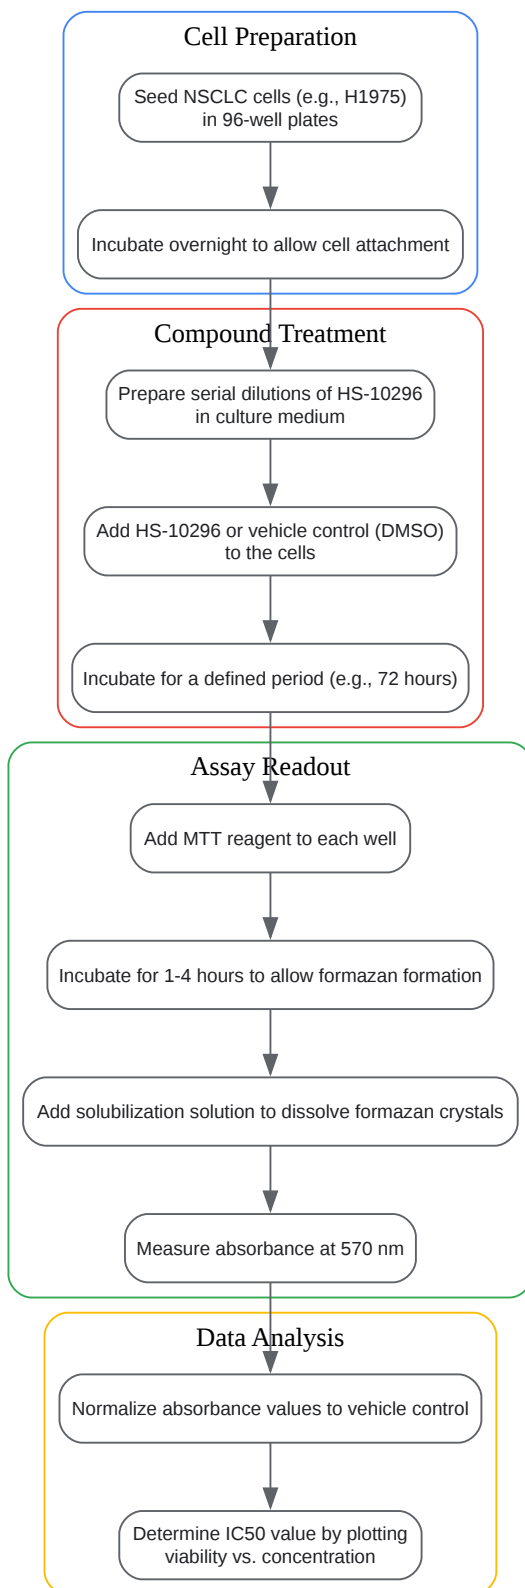 Cell Preparation
Seed NSCLC cells (e.g., H1975)
in 96-well plates
Incubate overnight to allow cell attachment
Compound Treatment
Prepare serial dilutions of HS-10296
in culture medium
Add HS-10296 or vehicle control (DMSO)
to the cells
Incubate for a defined period (e.g., 72 hours)
Assay Readout
Add MTT reagent to each well
Incubate for 1-4 hours to allow formazan formation
Add solubilization solution to dissolve formazan crystals
Measure absorbance at 570 nm
Data Analysis
Normalize absorbance values to vehicle control
Determine IC50 value by plotting
viability vs. concentration